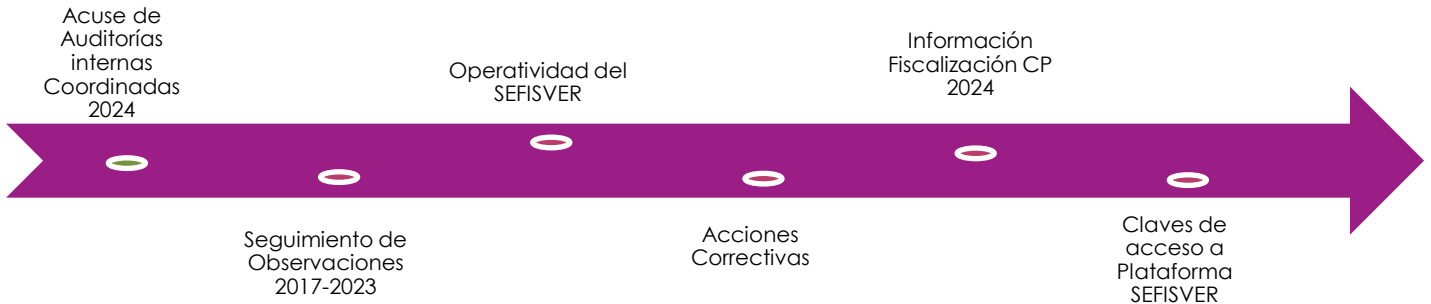 Acuse de
Auditorías
internas
Coordinadas
2024
Seguimiento de
Observaciones
2017-2023
Operatividad del
SEFISVER
Acciones
Correctivas
Información
Fiscalización CP
2024
Claves de
acceso a
Plataforma
SEFISVER